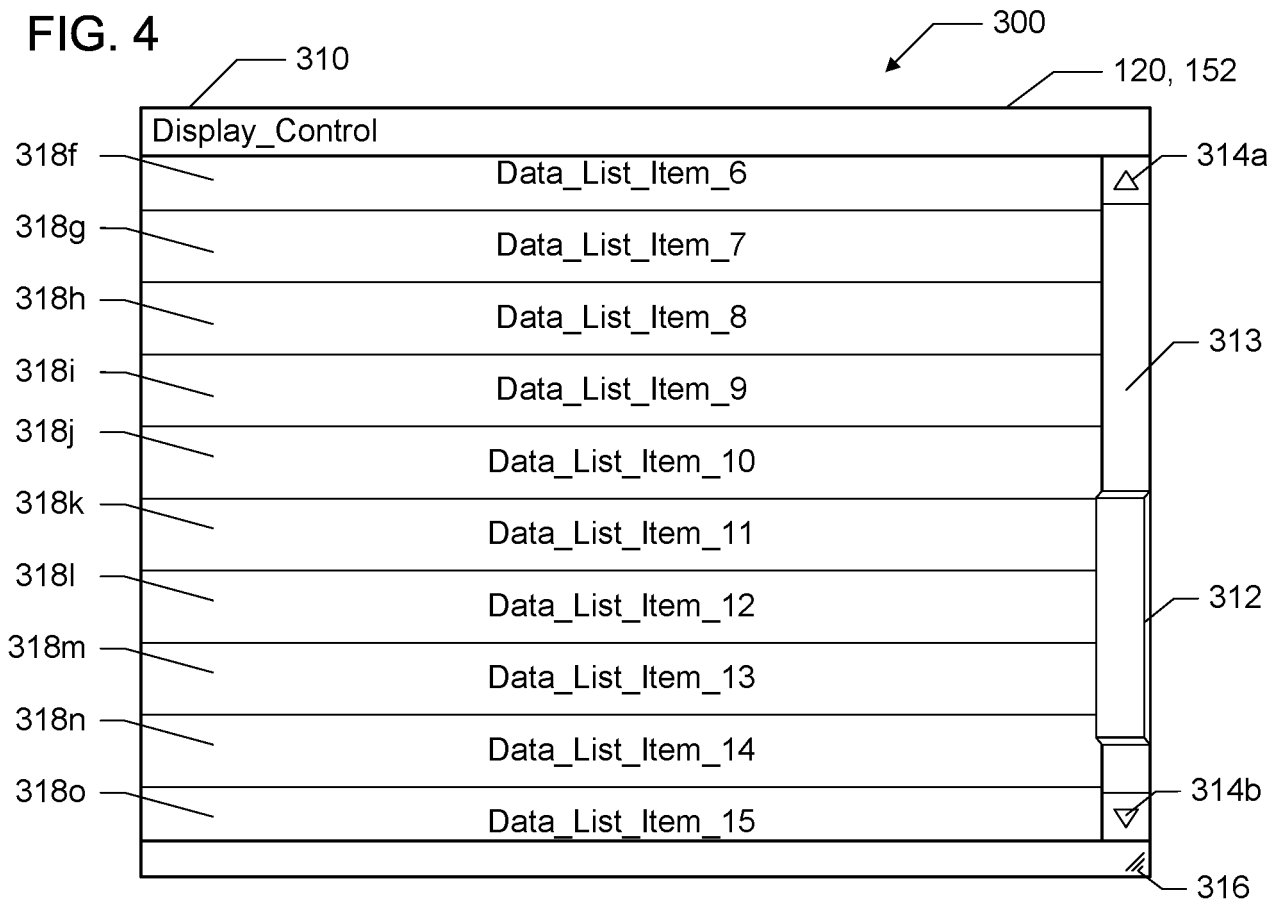 FIG. 4
300
310
120, 152
Display_Control
318f
Data_List_Item_6
314a
318g
Data_List_Item_7
318h
Data_List_Item_8
313
318i
Data_List_Item_9
318j
Data_List_Item_10
318k
Data_List_Item_11
318l
Data_List_Item_12
312
318m
Data_List_Item_13
318n
Data_List_Item_14
318o
Data_List_Item_15
314b
316